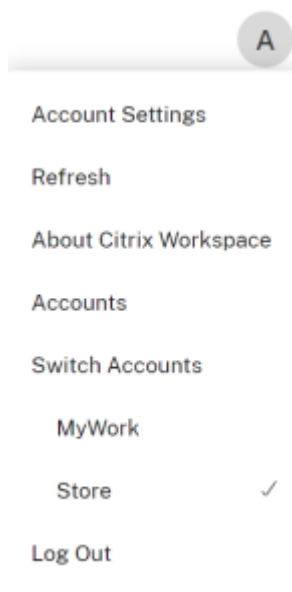 A
Account Settings
Refresh
About Citrix Workspace
Accounts
Switch Accounts
MyWork
Store
Log Out